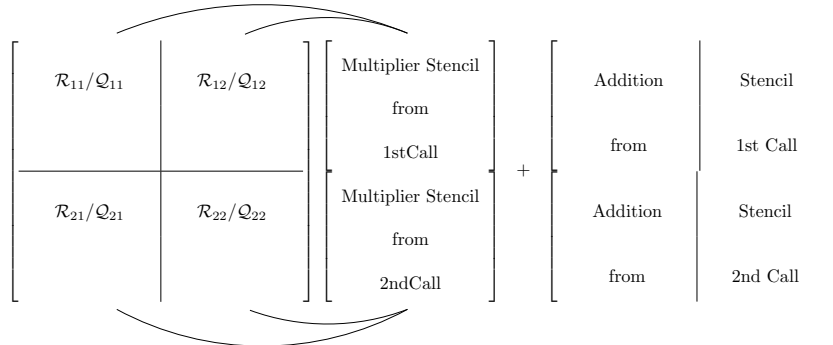 R₁₁/Q₁₁ R₁₂/Q₁₂
R₂₁/Q₂₁ R₂₂/Q₂₂
Multiplier Stencil
from
1stCall
Multiplier Stencil
from
2ndCall
+
Addition Stencil
from 1st Call
Addition Stencil
from 2nd Call